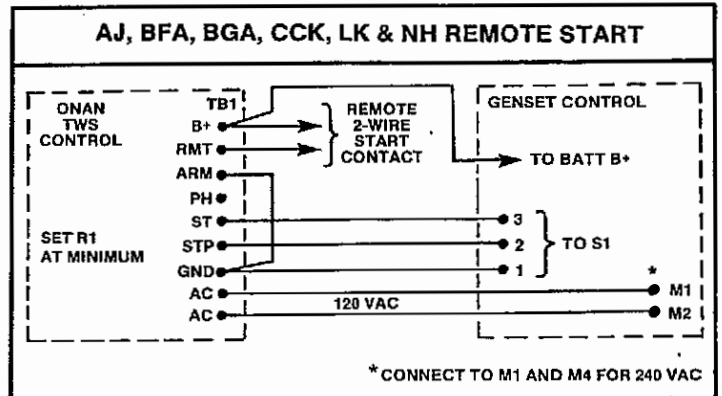 AJ, BFA, BGA, CCK, LK & NH REMOTE START
ONAN
TWS
CONTROL
SET R1
AT MINIMUM
TB1
B+
RMT
ARM
PH
ST
STP
GND
AC
AC
REMOTE
2-WIRE
START
CONTACT
120 VAC
GENSET CONTROL
TO BATT B+
3
2
1
TO S1
*
M1
M2
*CONNECT TO M1 AND M4 FOR 240 VAC